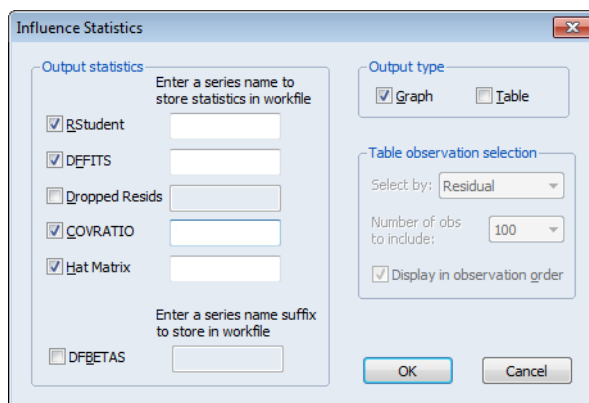 Influence Statistics
Output statistics
Enter a series name to
store statistics in workfile
RStudent
DFFITS
Dropped Resids
COVRATIO
Hat Matrix
Enter a series name suffix
to store in workfile
DFBETAS
Output type
Graph
Table
Table observation selection
Select by: Residual
Number of obs
to include:
100
Display in observation order
OK
Cancel